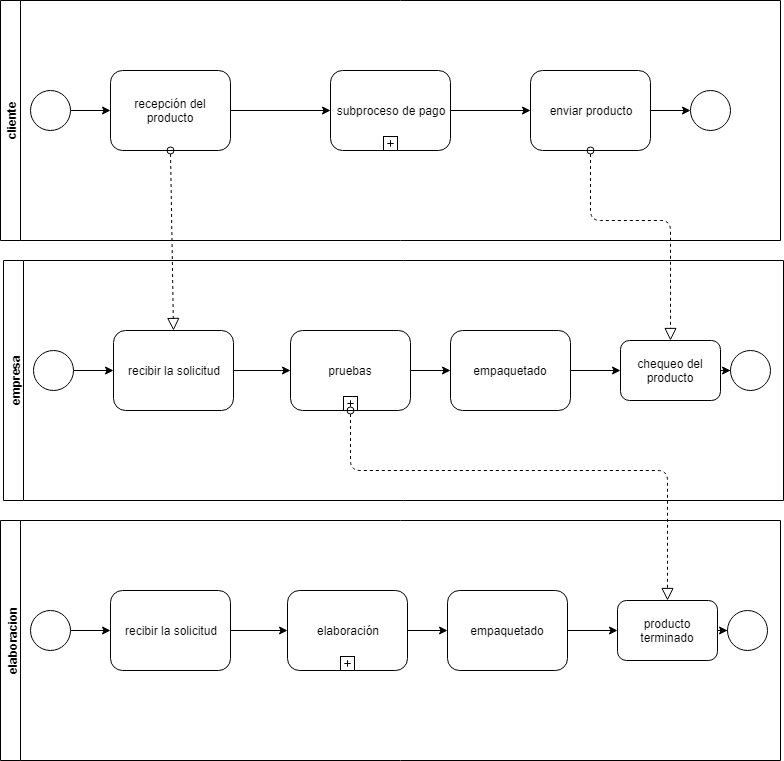 cliente
recepción del
producto
subproceso de pago
+
enviar producto
empresa
recibir la solicitud
pruebas
+
empaquetado
chequeo del
producto
elaboracion
recibir la solicitud
elaboración
+
empaquetado
producto
terminado